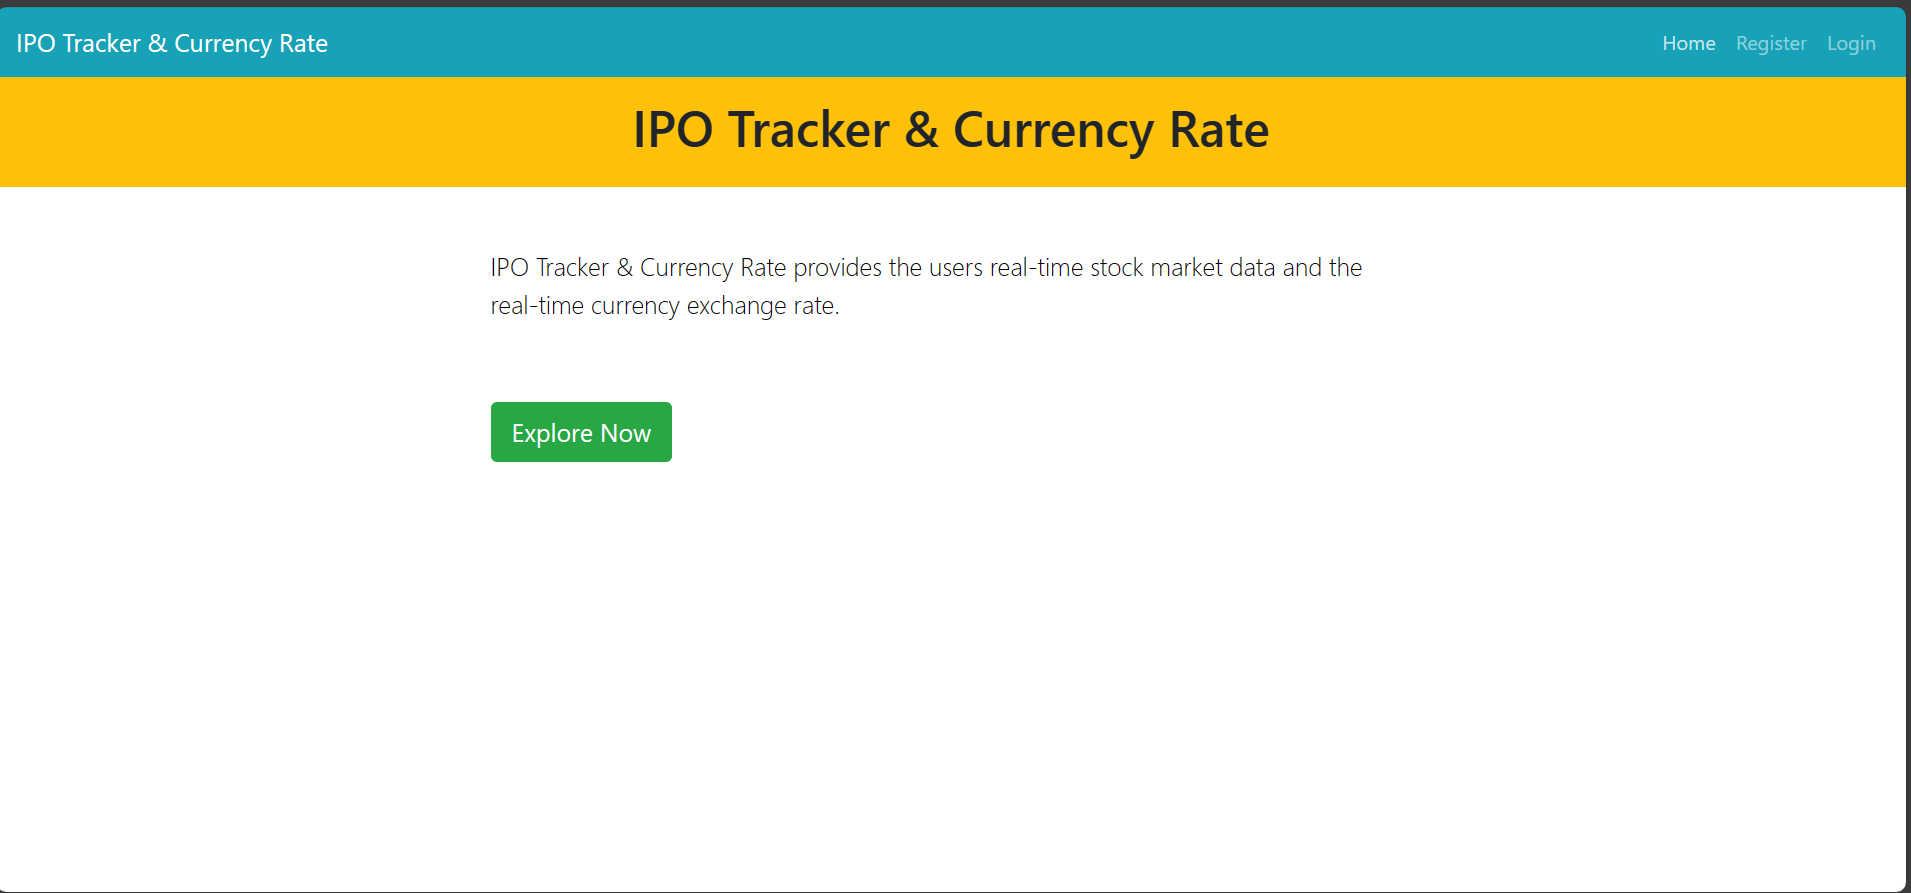 IPO Tracker & Currency Rate
Home Register Login
IPO Tracker & Currency Rate
IPO Tracker & Currency Rate provides the users real-time stock market data and the
real-time currency exchange rate.
Explore Now